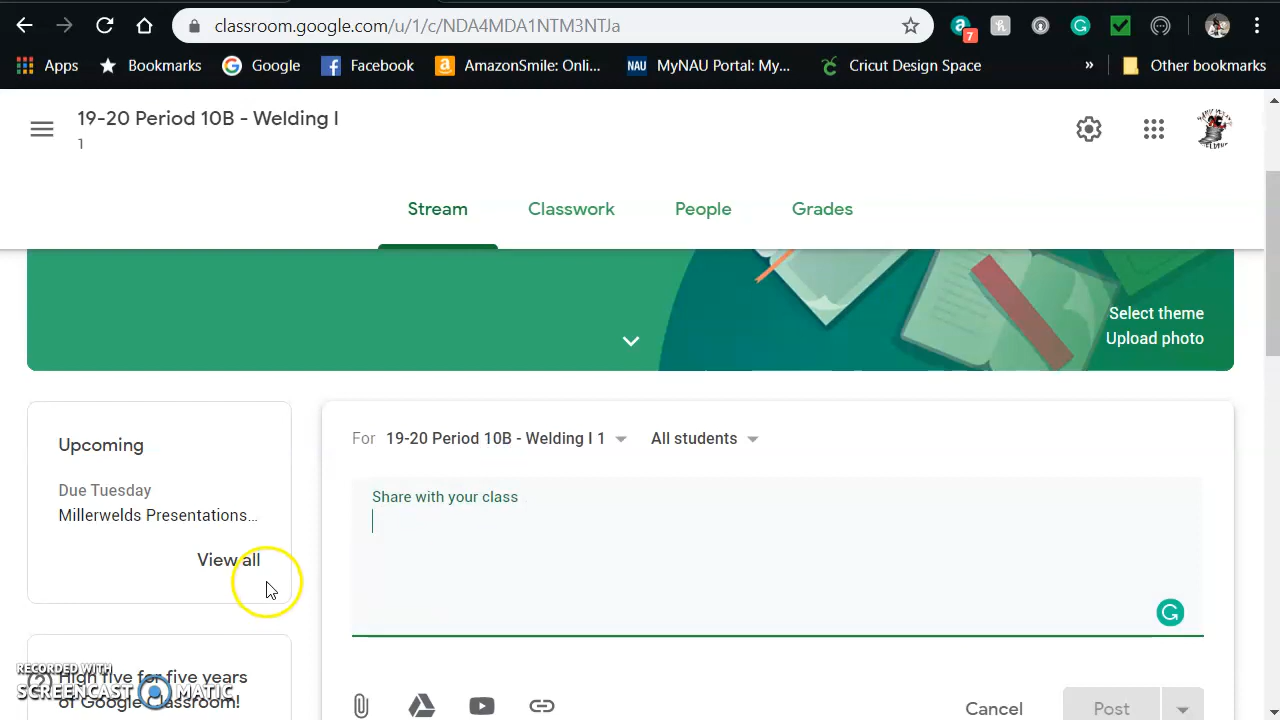 classroom.google.com/u/1/c/NDA4MDA1NTM3NTJa
7
Apps Bookmarks Google Facebook AmazonSmile: Onli... NAU MyNAU Portal: My... Cricut Design Space » Other bookmarks
19-20 Period 10B - Welding I
1
Stream Classwork People Grades
Select theme
Upload photo
Upcoming
Due Tuesday
Millerwelds Presentations...
View all
For 19-20 Period 10B - Welding I 1 All students
Share with your class
High five for five years
of Google Classroom!
RECORDED WITH
SCREENCAST MATIC
Cancel Post